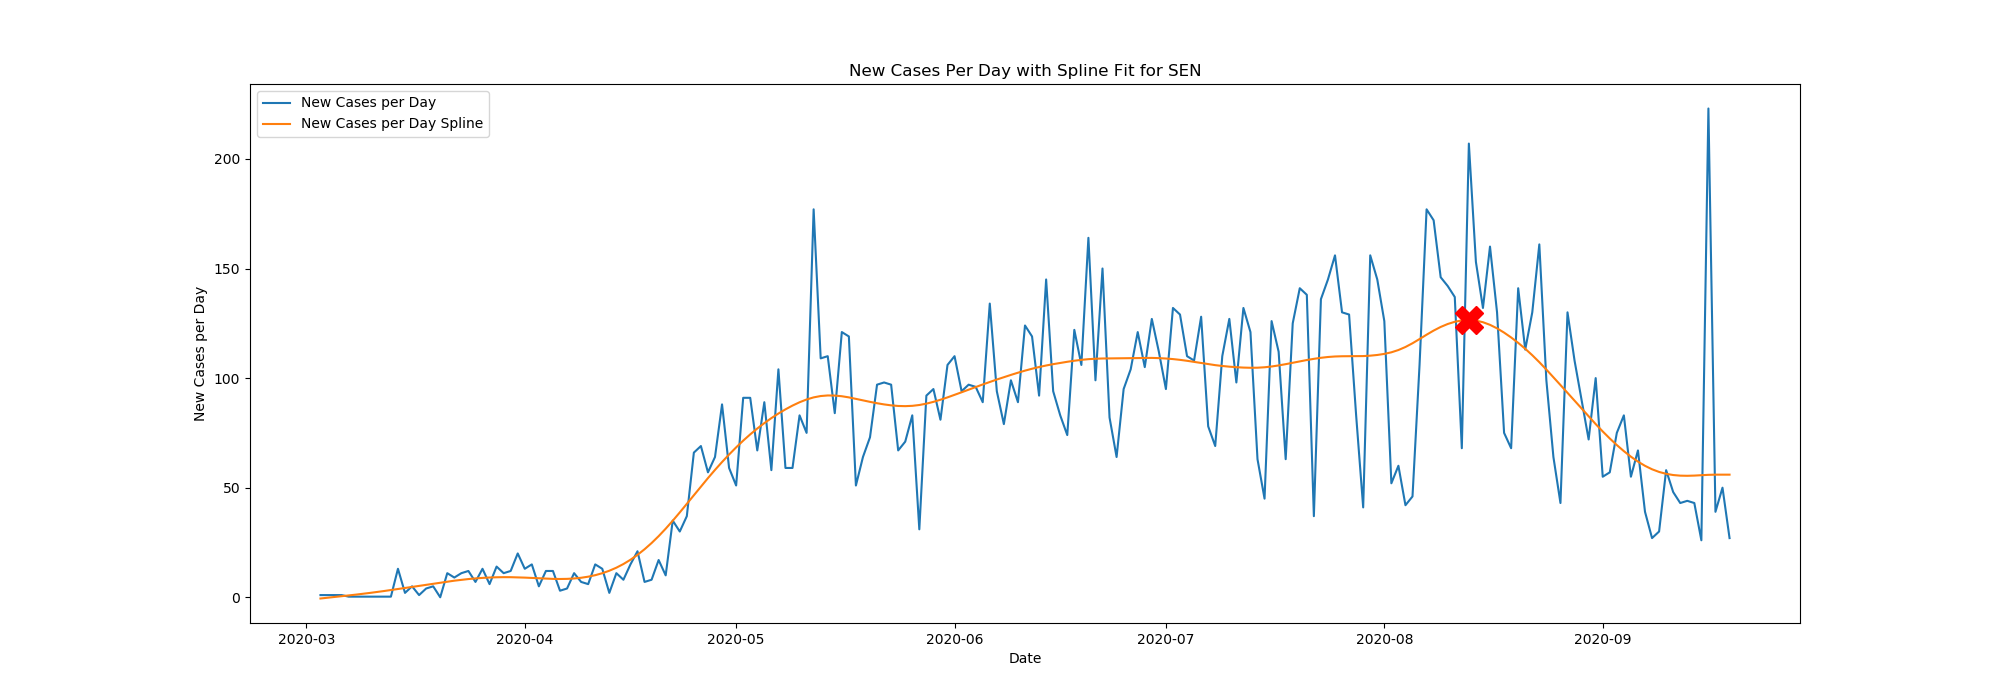 New Cases Per Day with Spline Fit for SEN
New Cases per Day
New Cases per Day Spline
200
150
100
50
0
New Cases per Day
2020-03
2020-04
2020-05
2020-06
2020-07
2020-08
2020-09
Date